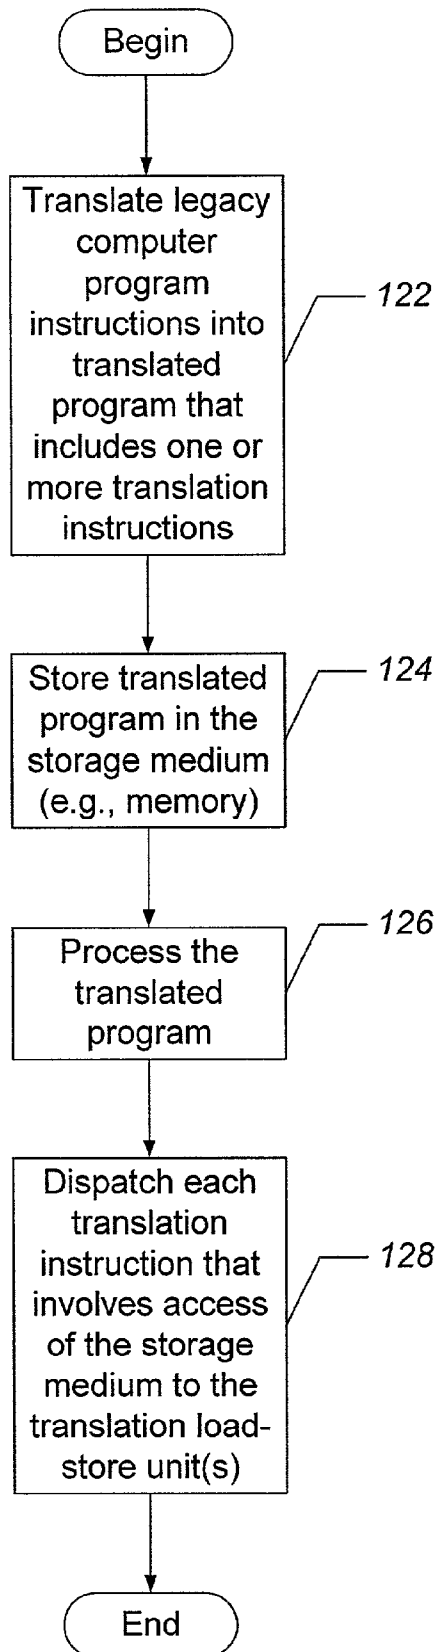 Begin
Translate legacy
computer
program
instructions into
translated
program that
includes one or
more translation
instructions
122
Store translated
program in the
storage medium
(e.g., memory)
124
Process the
translated
program
126
Dispatch each
translation
instruction that
involves access
of the storage
medium to the
translation load-
store unit(s)
128
End